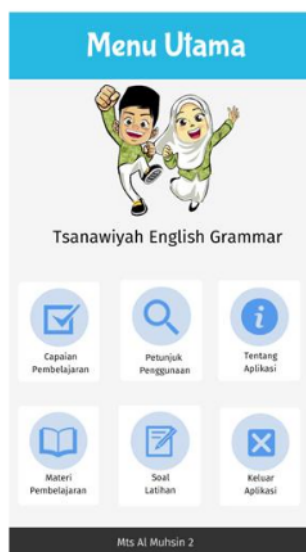 Menu Utama
Tsanawiyah English Grammar
Capaian
Pembelajaran
Petunjuk
Penggunaan
Tentang
Aplikasi
Materi
Pembelajaran
Soal
Latihan
Keluar
Aplikasi
Mts Al Muhsin 2